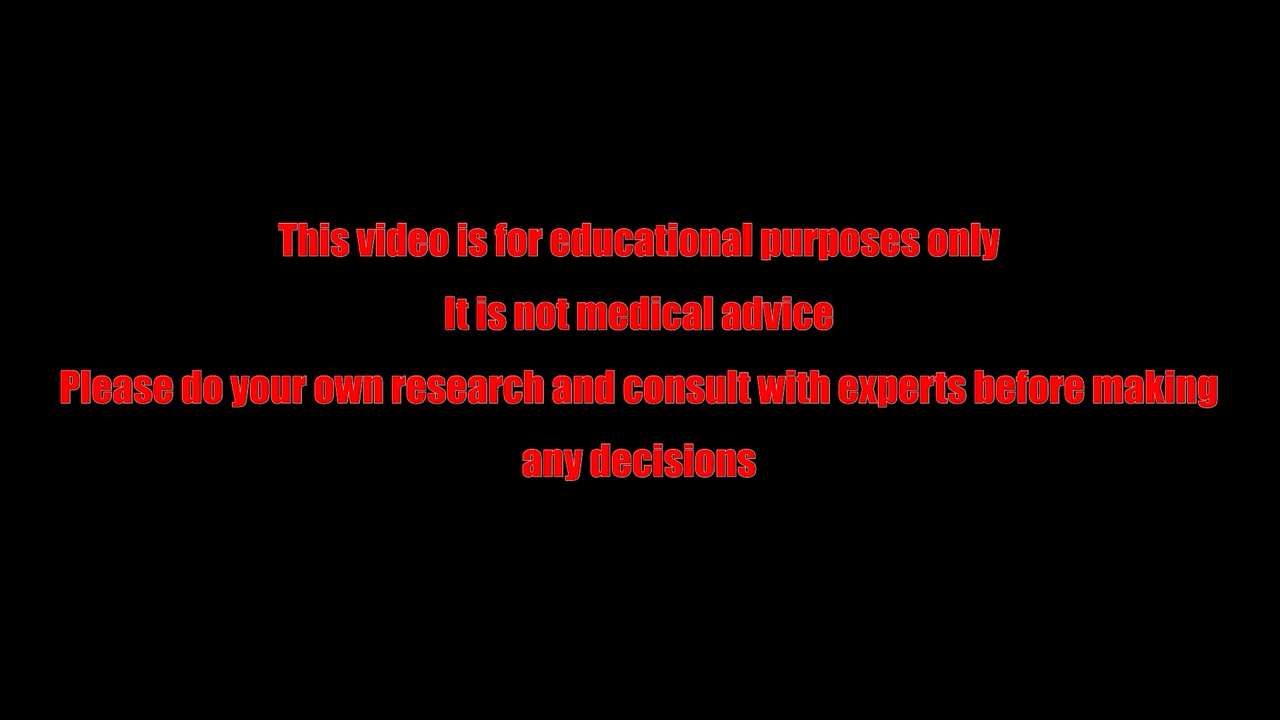 This video is for educational purposes only
It is not medical advice
Please do your own research and consult with experts before making
any decisions